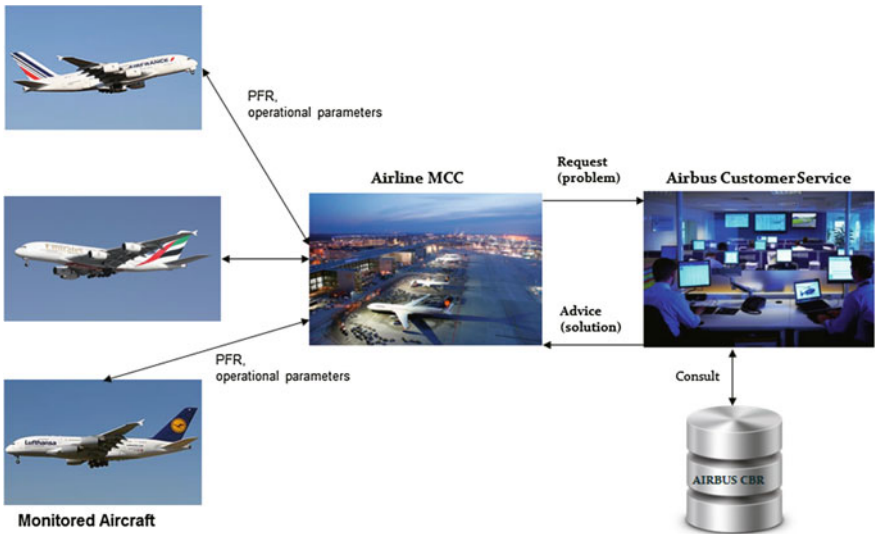 AIRFRANCE
PFR,
operational parameters
Airline MCC
Request
(problem)
Airbus Customer Service
Emirates
Advice
(solution)
PFR,
operational parameters
Consult
Lufthansa
AIRBUS CBR
Monitored Aircraft